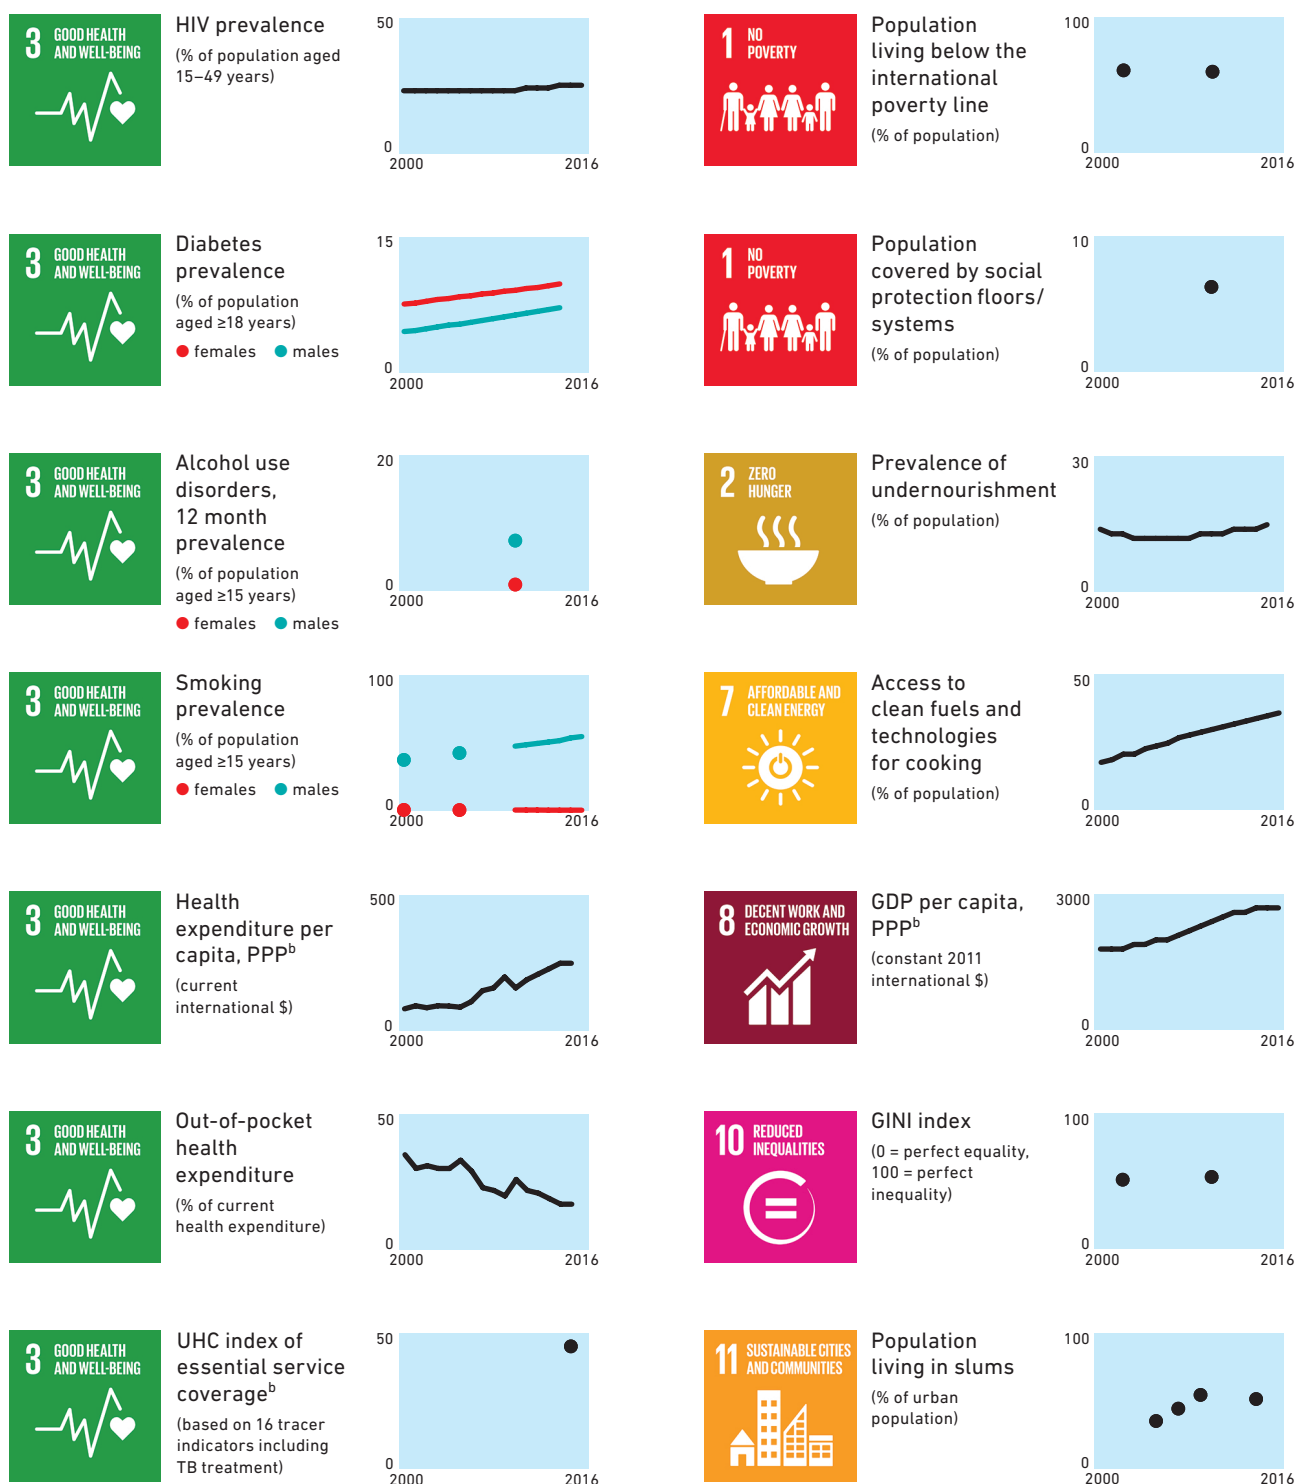 3 GOOD HEALTH
AND WELL-BEING
HIV prevalence
(% of population aged
15–49 years)
50
0
2000
2016
3 GOOD HEALTH
AND WELL-BEING
Diabetes
prevalence
(% of population
aged ≥18 years)
females males
15
0
2000
2016
3 GOOD HEALTH
AND WELL-BEING
Alcohol use
disorders,
12 month
prevalence
(% of population
aged ≥15 years)
females males
20
0
2000
2016
3 GOOD HEALTH
AND WELL-BEING
Smoking
prevalence
(% of population
aged ≥15 years)
females males
100
0
2000
2016
3 GOOD HEALTH
AND WELL-BEING
Health
expenditure per
capita, PPPᵇ
(current
international $)
500
0
2000
2016
3 GOOD HEALTH
AND WELL-BEING
Out-of-pocket
health
expenditure
(% of current
health expenditure)
50
0
2000
2016
3 GOOD HEALTH
AND WELL-BEING
UHC index of
essential service
coverageᵇ
(based on 16 tracer
indicators including
TB treatment)
50
0
2000
2016
1 NO
POVERTY
Population
living below the
international
poverty line
(% of population)
100
0
2000
2016
1 NO
POVERTY
Population
covered by social
protection floors/
systems
(% of population)
10
0
2000
2016
2 ZERO
HUNGER
Prevalence of
undernourishment
(% of population)
30
0
2000
2016
7 AFFORDABLE AND
CLEAN ENERGY
Access to
clean fuels and
technologies
for cooking
(% of population)
50
0
2000
2016
8 DECENT WORK AND
ECONOMIC GROWTH
GDP per capita,
PPPᵇ
(constant 2011
international $)
3000
0
2000
2016
10 REDUCED
INEQUALITIES
GINI index
(0 = perfect equality,
100 = perfect
inequality)
100
0
2000
2016
11 SUSTAINABLE CITIES
AND COMMUNITIES
Population
living in slums
(% of urban
population)
100
0
2000
2016